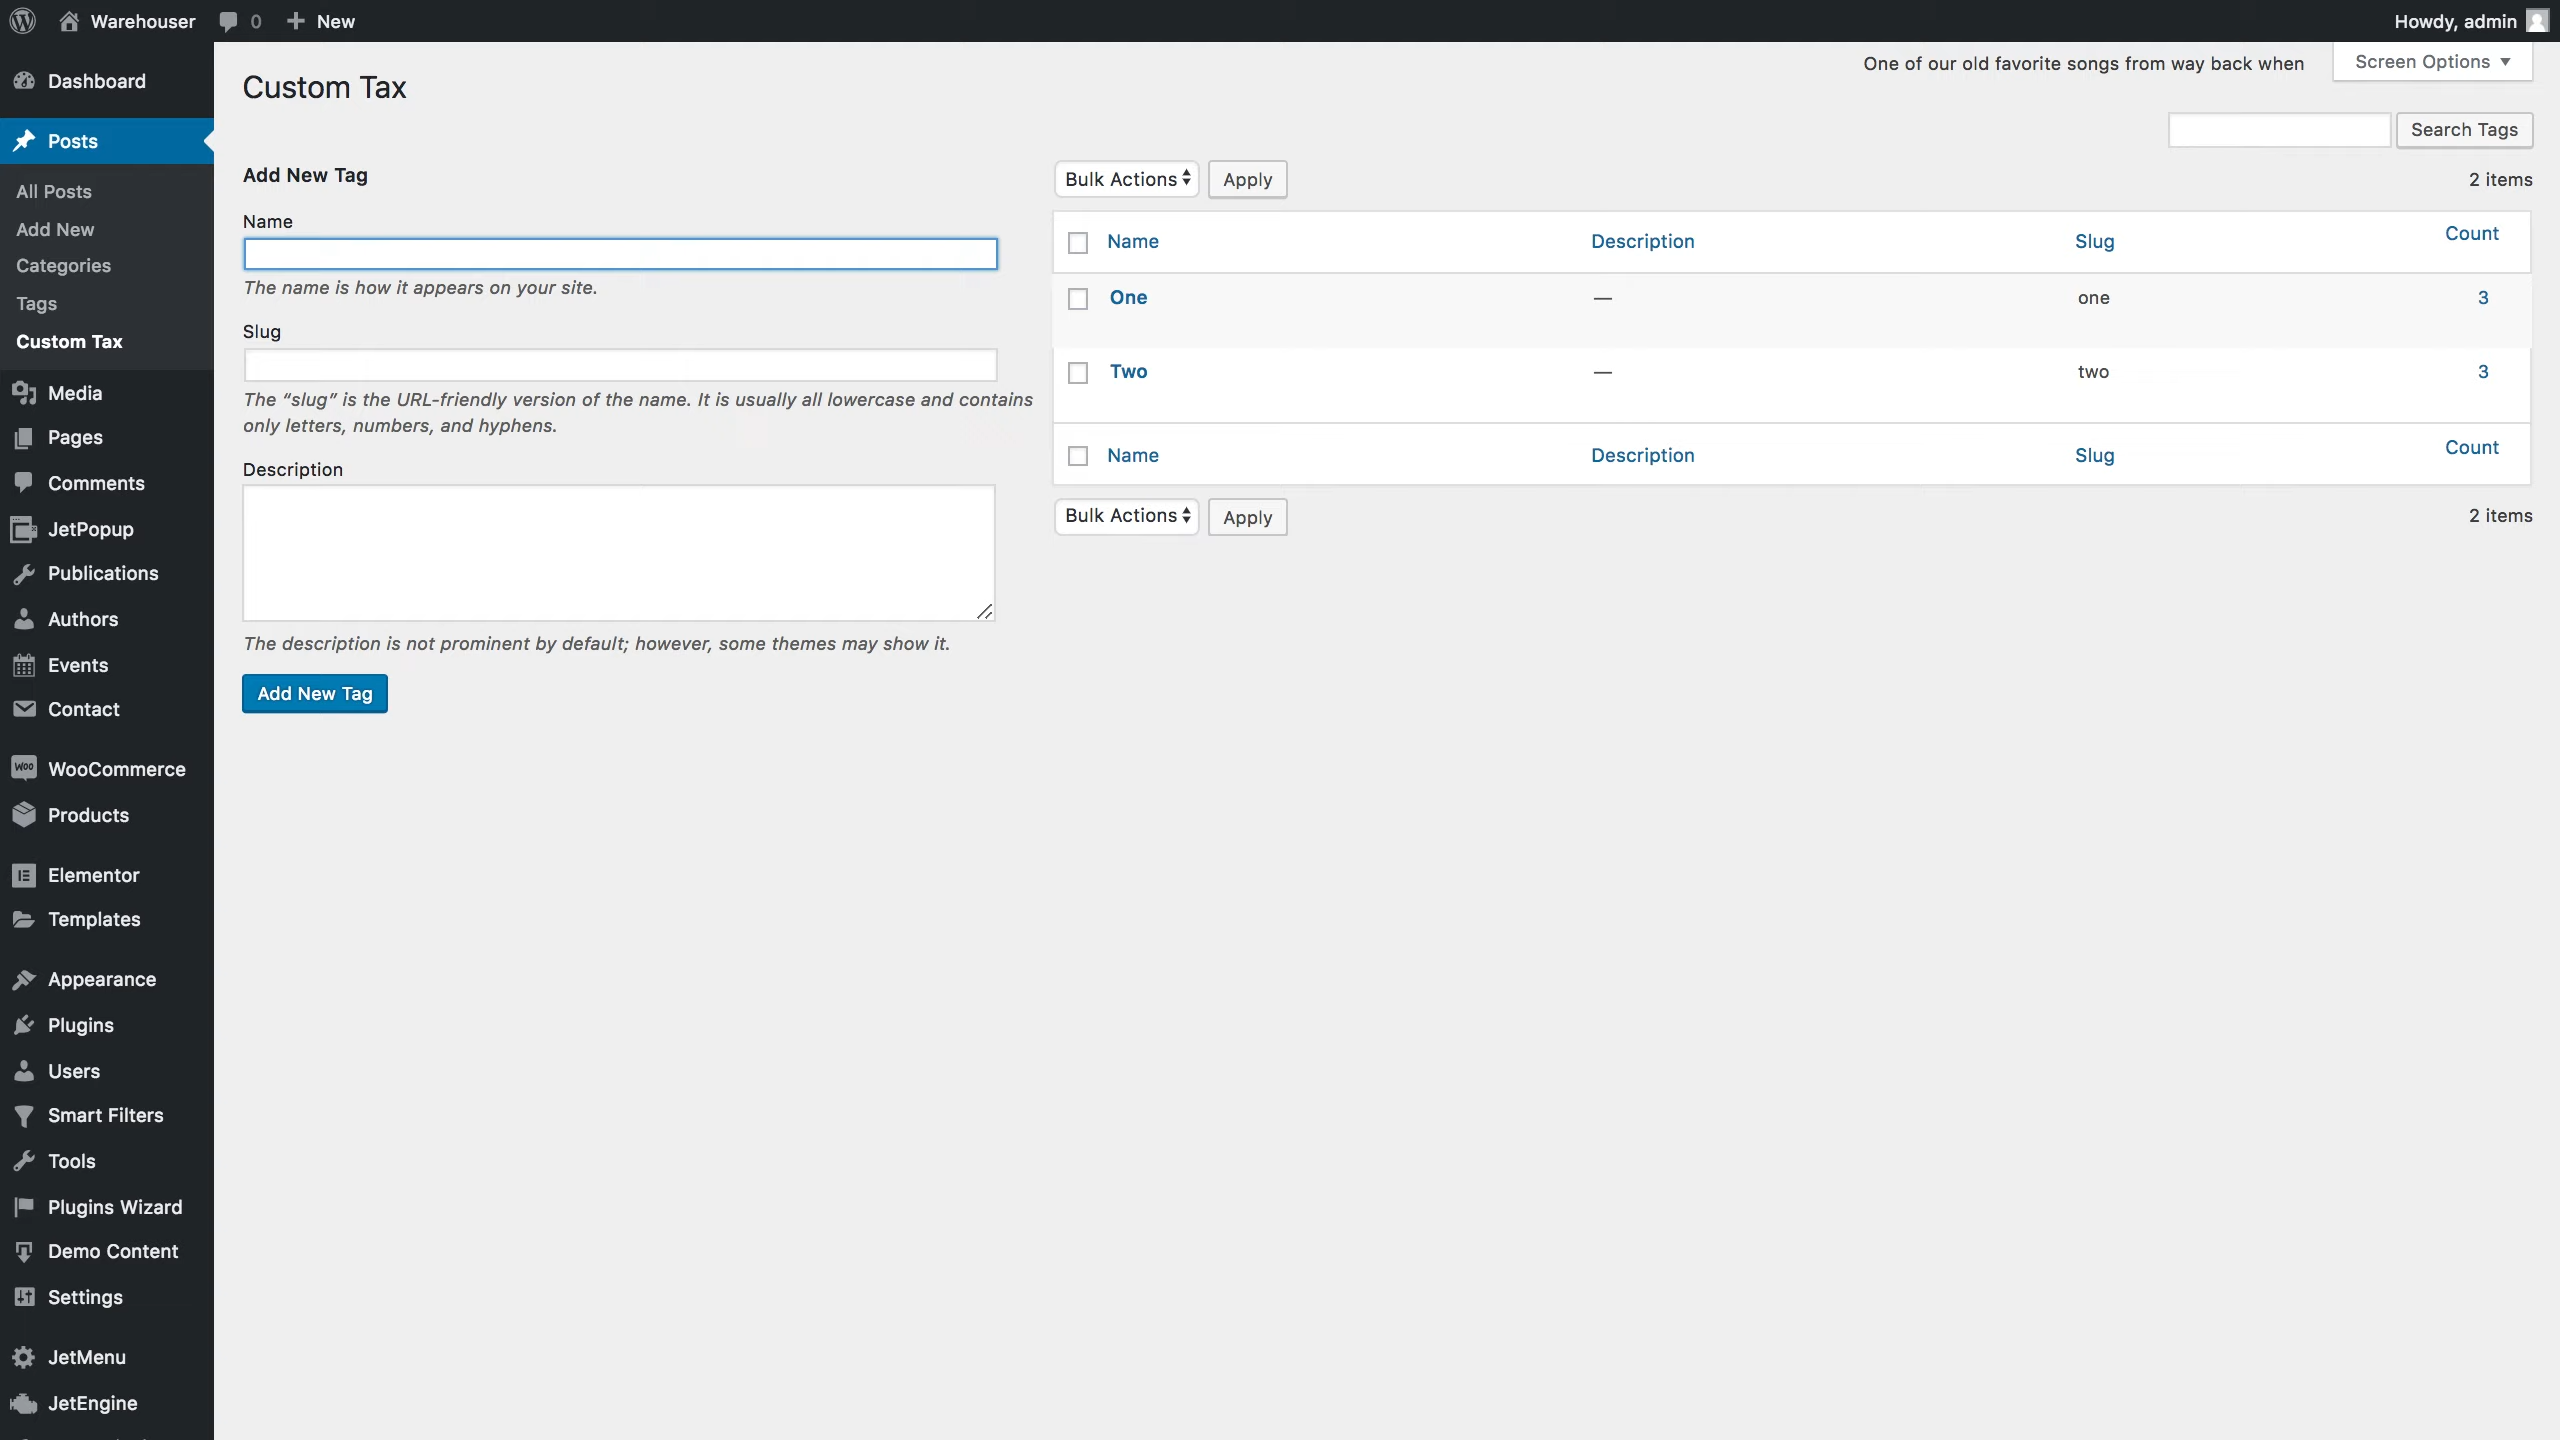 Warehouser 0 New Howdy, admin
Dashboard
Posts
All Posts
Add New
Categories
Tags
Custom Tax
Media
Pages
Comments
JetPopup
Publications
Authors
Events
Contact
WooCommerce
Products
Elementor
Templates
Appearance
Plugins
Users
Smart Filters
Tools
Plugins Wizard
Demo Content
Settings
JetMenu
JetEngine
One of our old favorite songs from way back when Screen Options
Custom Tax
Search Tags
Add New Tag
Name
The name is how it appears on your site.
Slug
The “slug” is the URL-friendly version of the name. It is usually all lowercase and contains
only letters, numbers, and hyphens.
Description
The description is not prominent by default; however, some themes may show it.
Add New Tag
Bulk Actions Apply 2 items
Name Description Slug Count
One — one 3
Two — two 3
Name Description Slug Count
Bulk Actions Apply 2 items